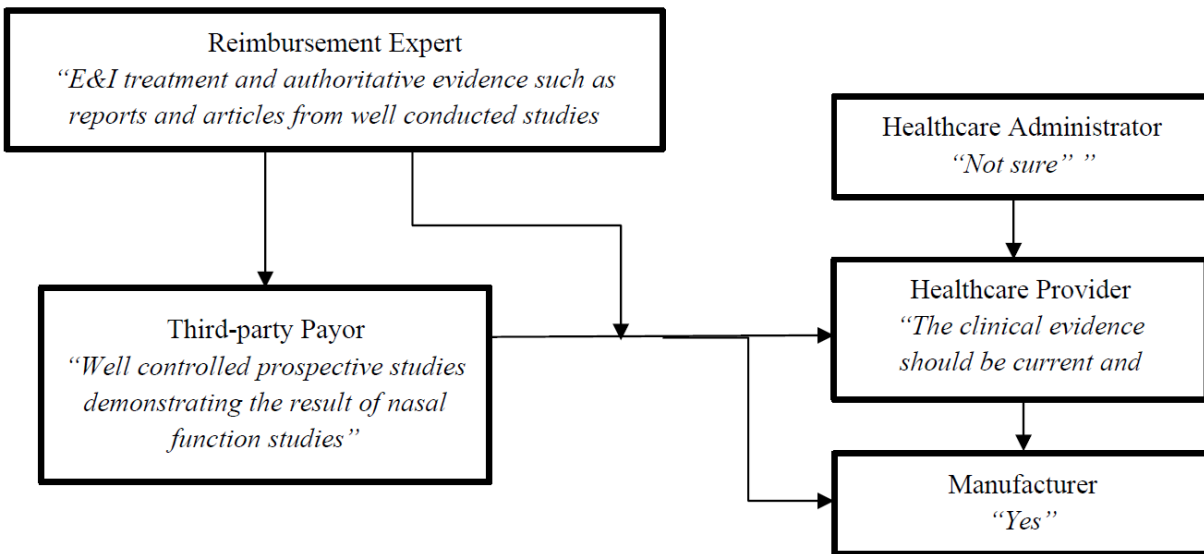 Reimbursement Expert
“E&I treatment and authoritative evidence such as
reports and articles from well conducted studies
Healthcare Administrator
“Not sure” ”
Third-party Payor
“Well controlled prospective studies
demonstrating the result of nasal
function studies”
Healthcare Provider
“The clinical evidence
should be current and
Manufacturer
“Yes”